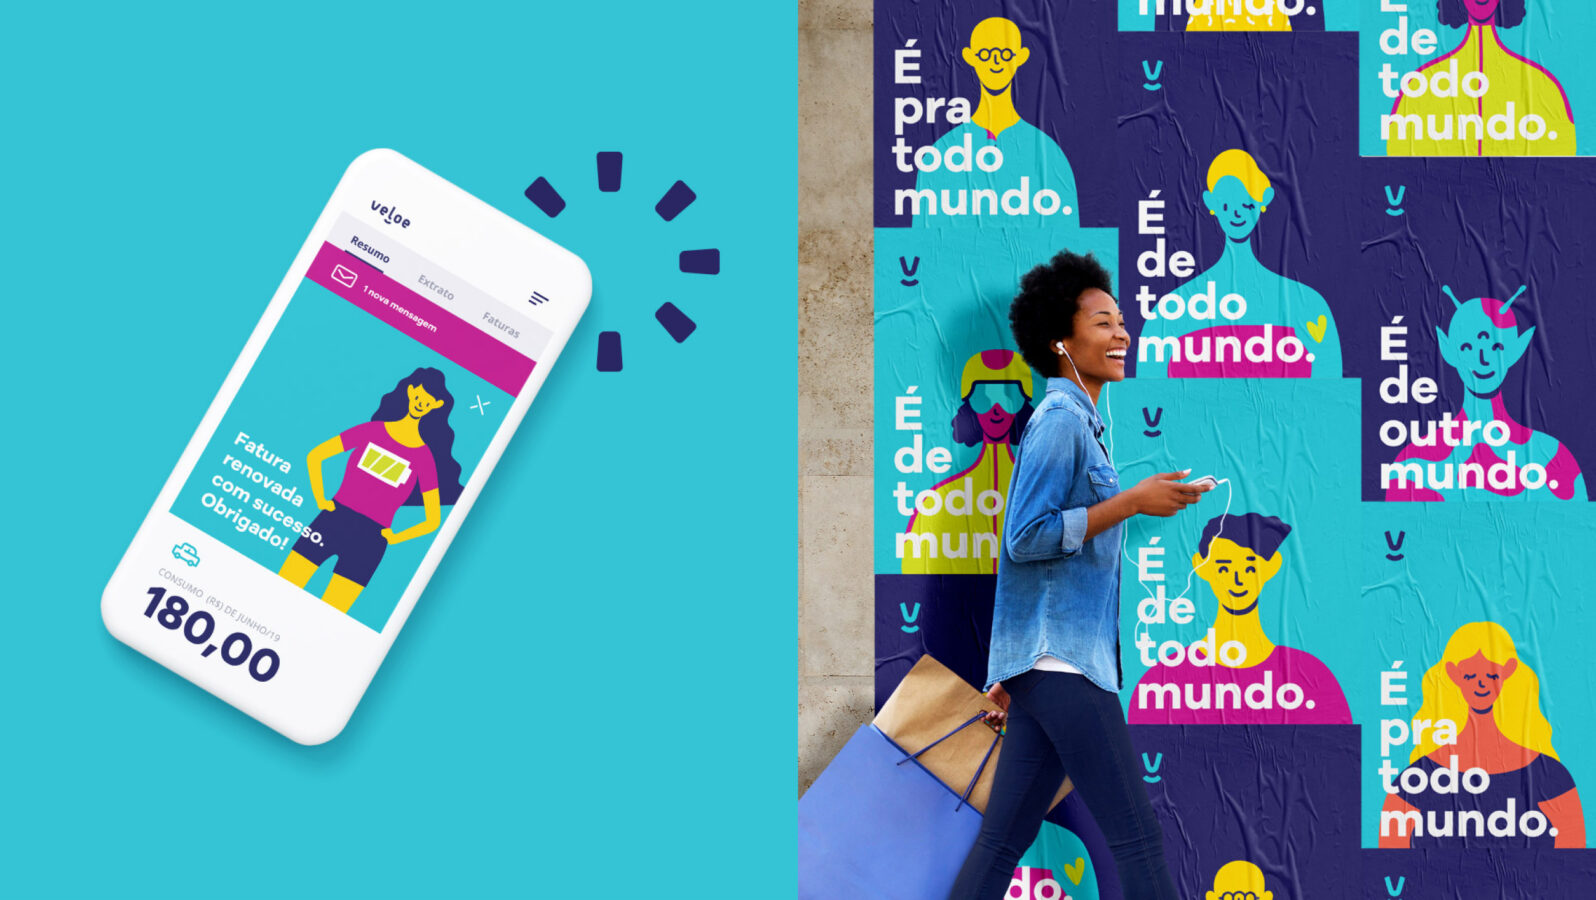 veloe
Resumo
Extrato
Faturas
1 nova mensagem
Fatura
renovada
com sucesso.
Obrigado!
CONSUMO (R$) DE JUNHO/19
180,00
É
pra
todo
mundo.
É
de
todo
mun
mundo.
É
de
todo
mundo.
É
de
todo
mundo.
do.
É
de
todo
mundo.
É
de
outro
mundo.
É
pra
todo
mundo.